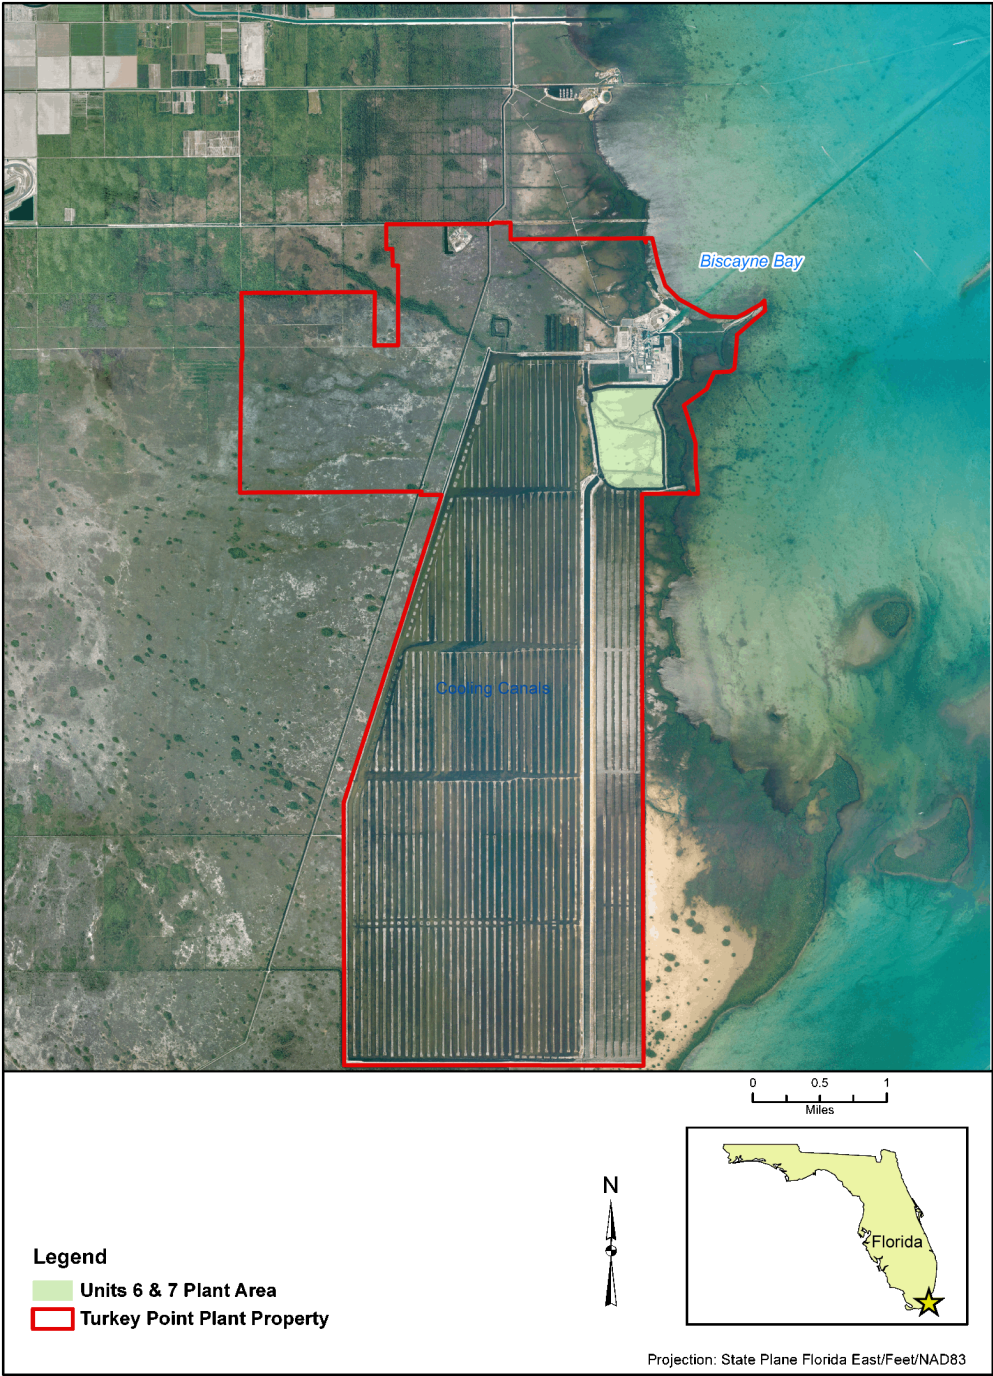 Biscayne Bay
Cooling Canals
0 0.5 1
Miles
N
Florida
Legend
Units 6 & 7 Plant Area
Turkey Point Plant Property
Projection: State Plane Florida East/Feet/NAD83